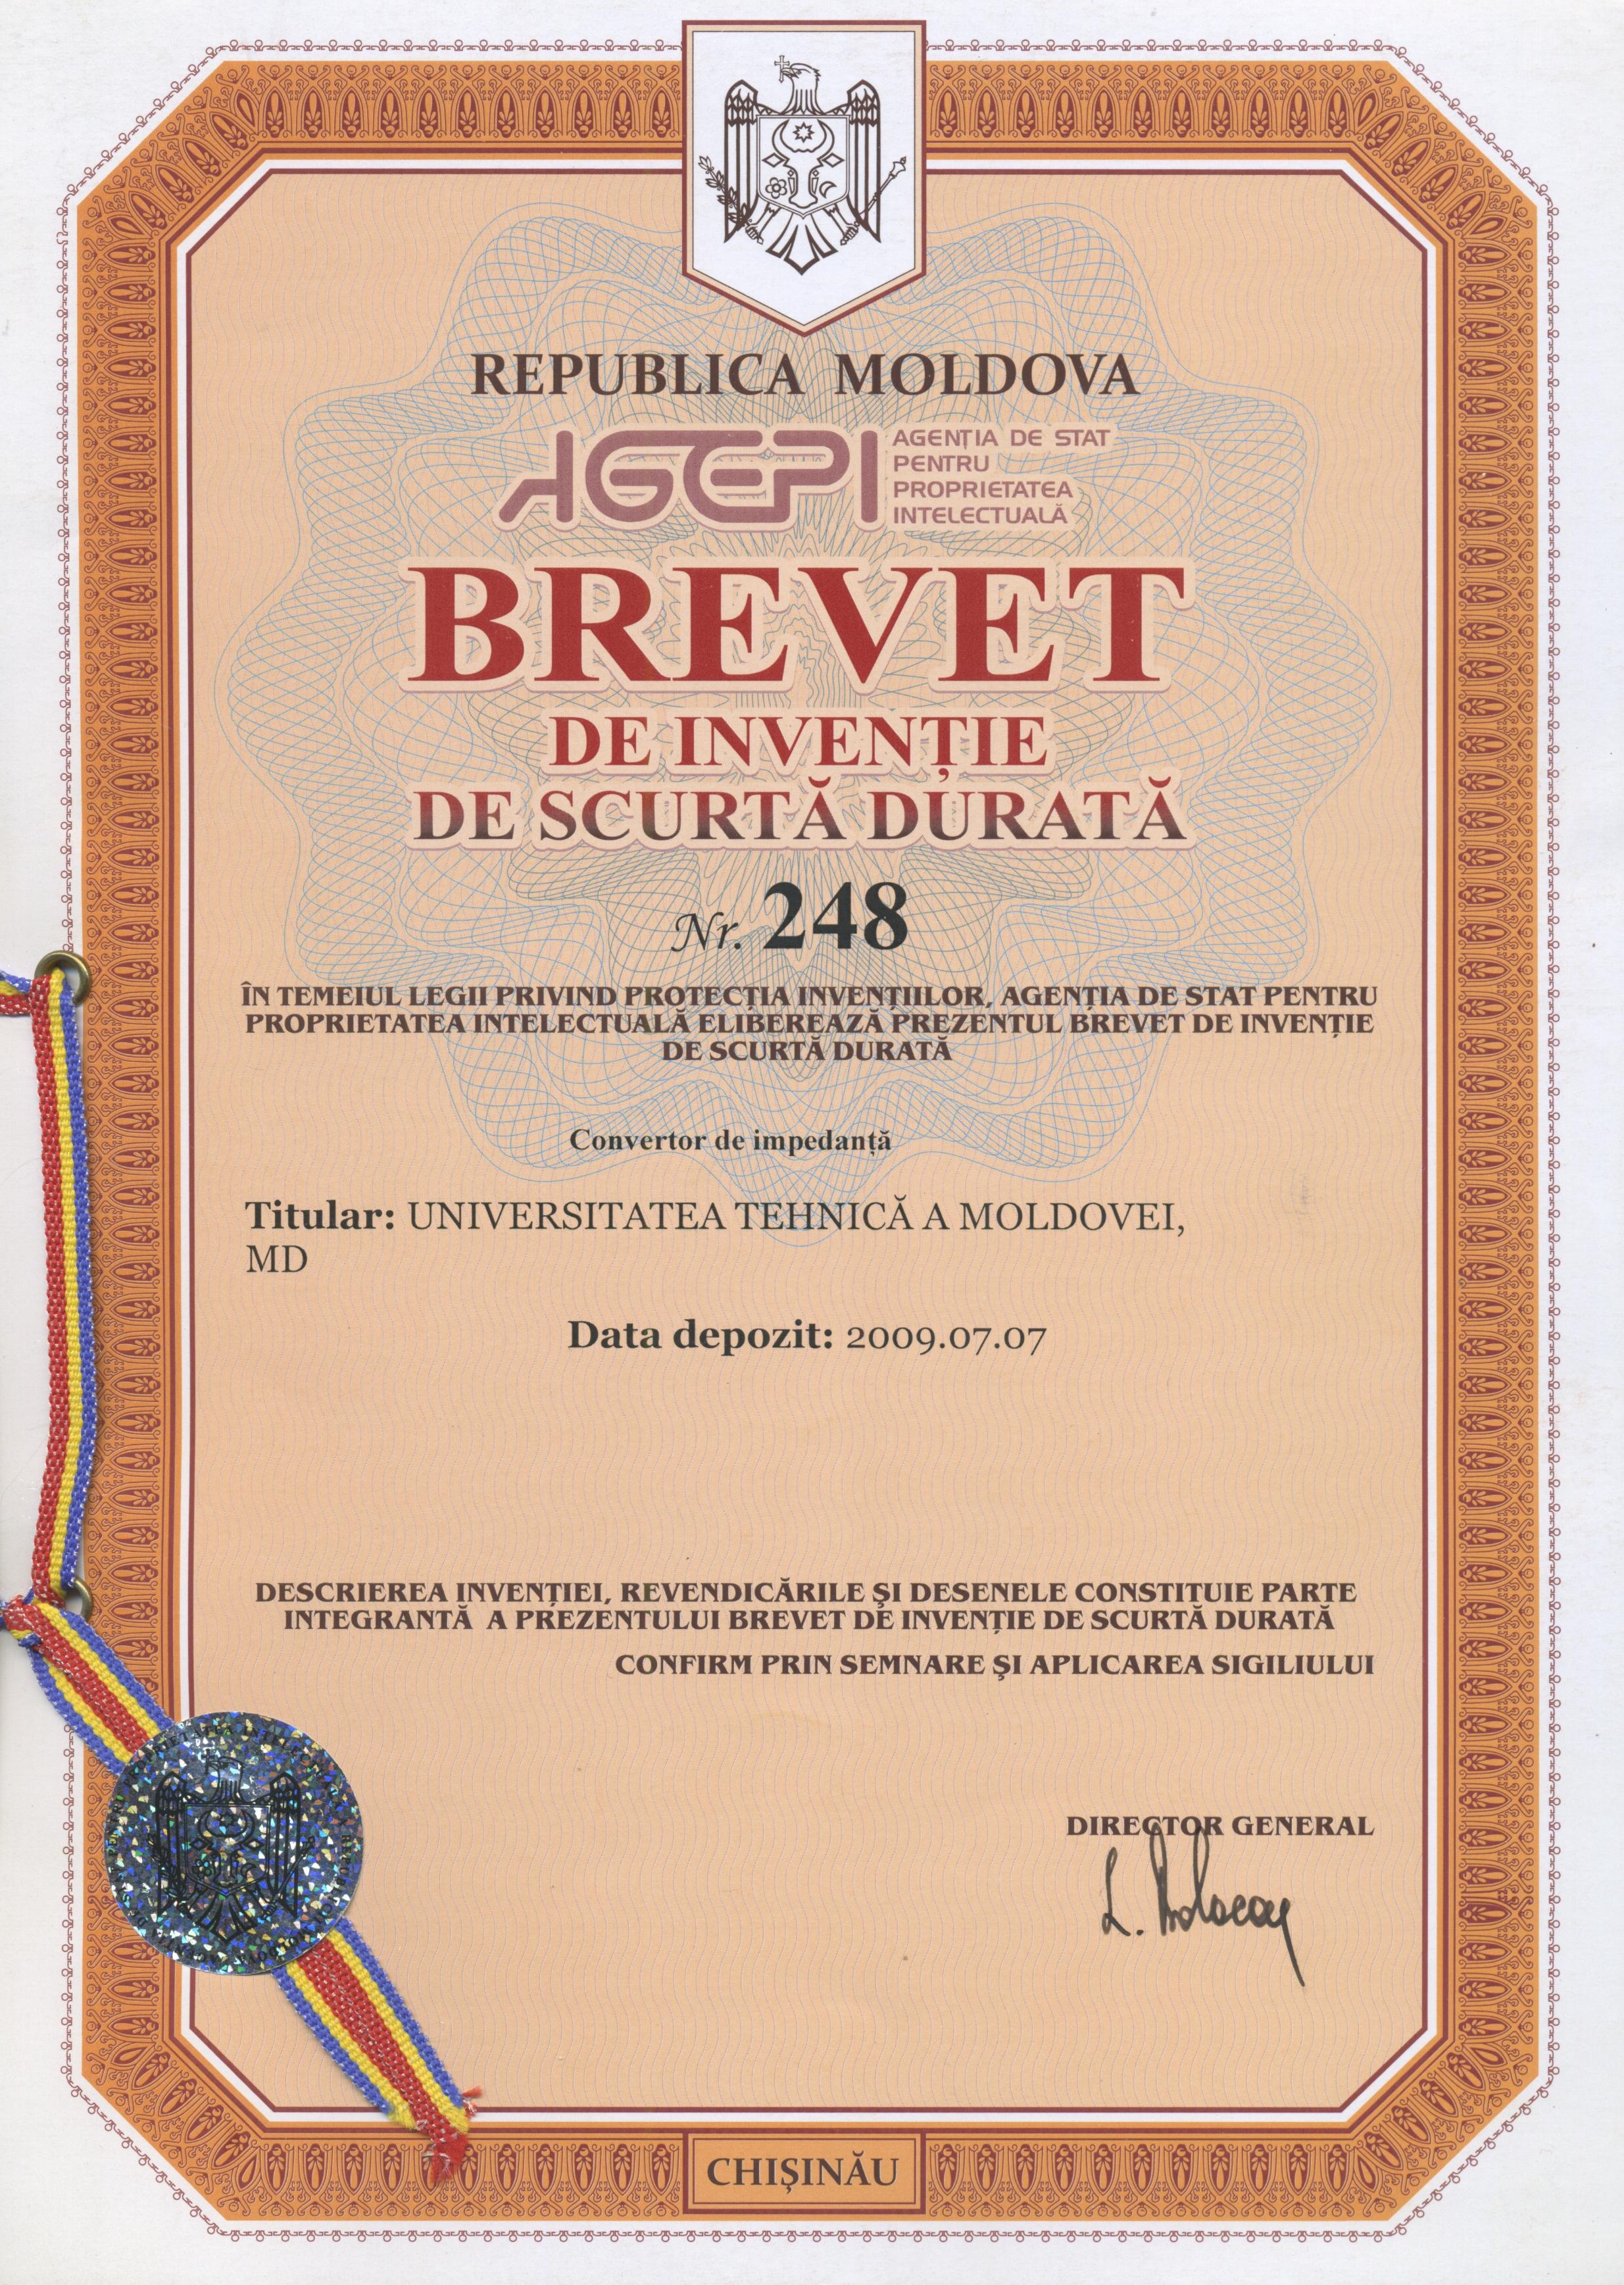 REPUBLICA MOLDOVA
AGEPI
AGENȚIA DE STAT
PENTRU
PROPRIETATEA
INTELECTUALĂ
BREVET
DE INVENȚIE
DE SCURTĂ DURATĂ
Nr. 248
ÎN TEMEIUL LEGII PRIVIND PROTECȚIA INVENȚIILOR, AGENȚIA DE STAT PENTRU
PROPRIETATEA INTELECTUALĂ ELIBEREAZĂ PREZENTUL BREVET DE INVENȚIE
DE SCURTĂ DURATĂ
Convertor de impedanță
Titular: UNIVERSITATEA TEHNICĂ A MOLDOVEI,
MD
Data depozit: 2009.07.07
DESCRIEREA INVENȚIEI, REVENDICĂRILE ŞI DESENELE CONSTITUIE PARTE
INTEGRANTĂ A PREZENTULUI BREVET DE INVENȚIE DE SCURTĂ DURATĂ
CONFIRM PRIN SEMNARE ŞI APLICAREA SIGILIULUI
DIRECTOR GENERAL
CHIȘINĂU